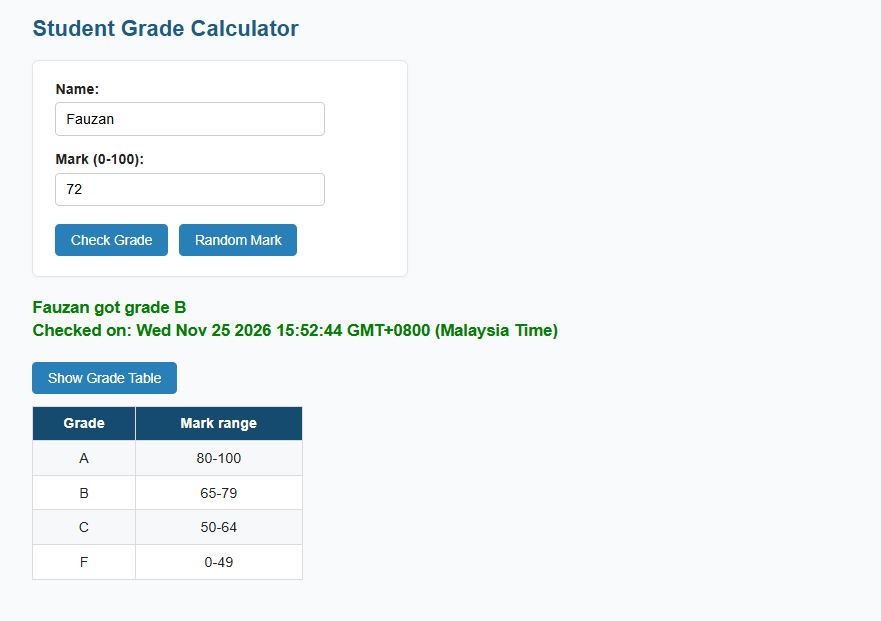 Student Grade Calculator
Name:
Fauzan
Mark (0-100):
72
Check Grade Random Mark
Fauzan got grade B
Checked on: Wed Nov 25 2026 15:52:44 GMT+0800 (Malaysia Time)
Show Grade Table
Grade Mark range
A 80-100
B 65-79
C 50-64
F 0-49